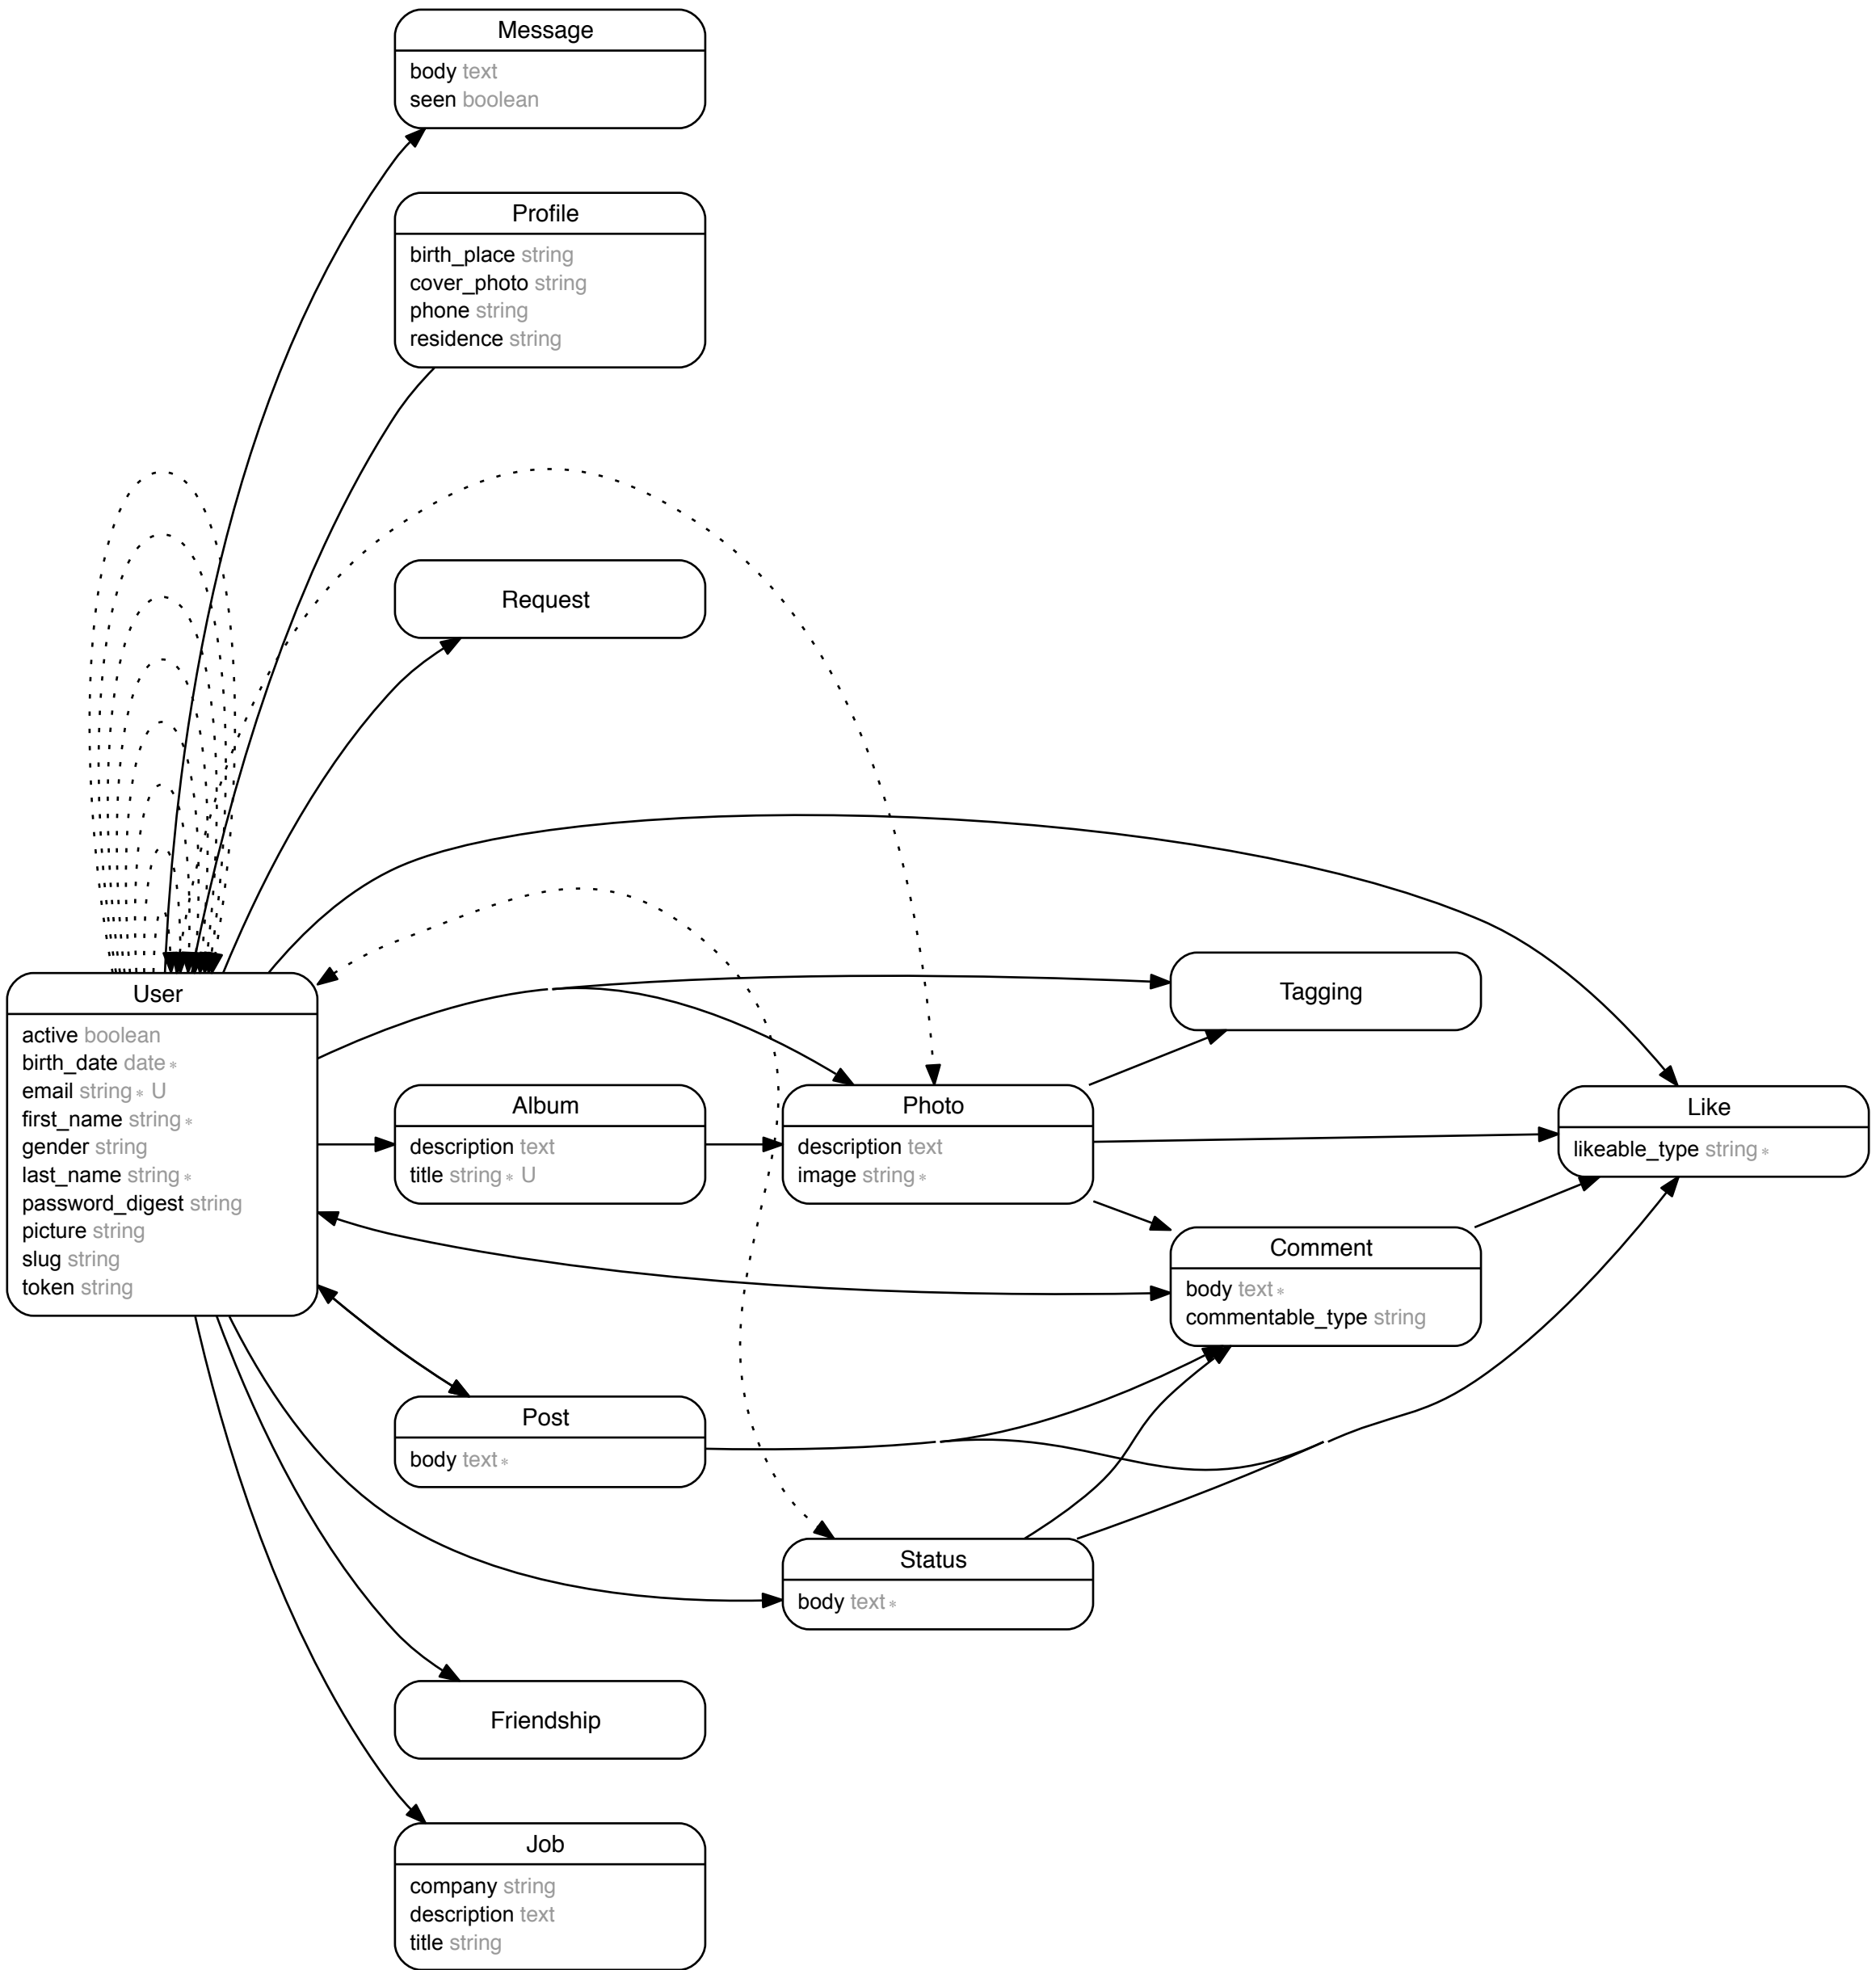 Message
body text
seen boolean
Profile
birth_place string
cover_photo string
phone string
residence string
Request
User
active boolean
birth_date date *
email string * U
first_name string *
gender string
last_name string *
password_digest string
picture string
slug string
token string
Album
description text
title string * U
Photo
description text
image string *
Tagging
Like
likeable_type string *
Comment
body text *
commentable_type string
Post
body text *
Status
body text *
Friendship
Job
company string
description text
title string